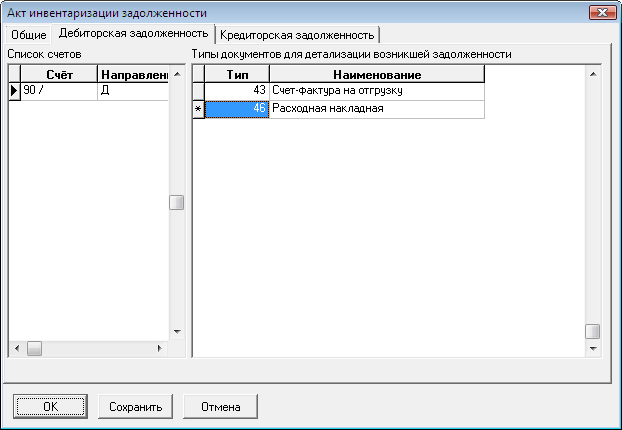 Акт инвентаризации задолженности
Общие Дебиторская задолженность Кредиторская задолженность
Список счетов Типы документов для детализации возникшей задолженности
Счёт Направлен Тип Наименование
90 / Д 43 Счет-фактура на отгрузку
* 46 Расходная накладная
OK Сохранить Отмена